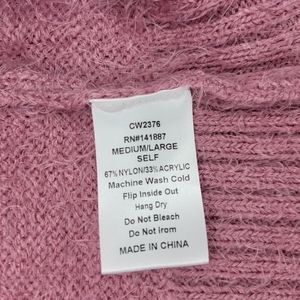 CW2376
RN#141887
MEDIUM/LARGE
SELF
67%NYLON/33%ACRYLIC
Machine Wash Cold
Flip Inside Out
Hang Dry
Do Not Bleach
Do Not irom
MADE IN CHINA